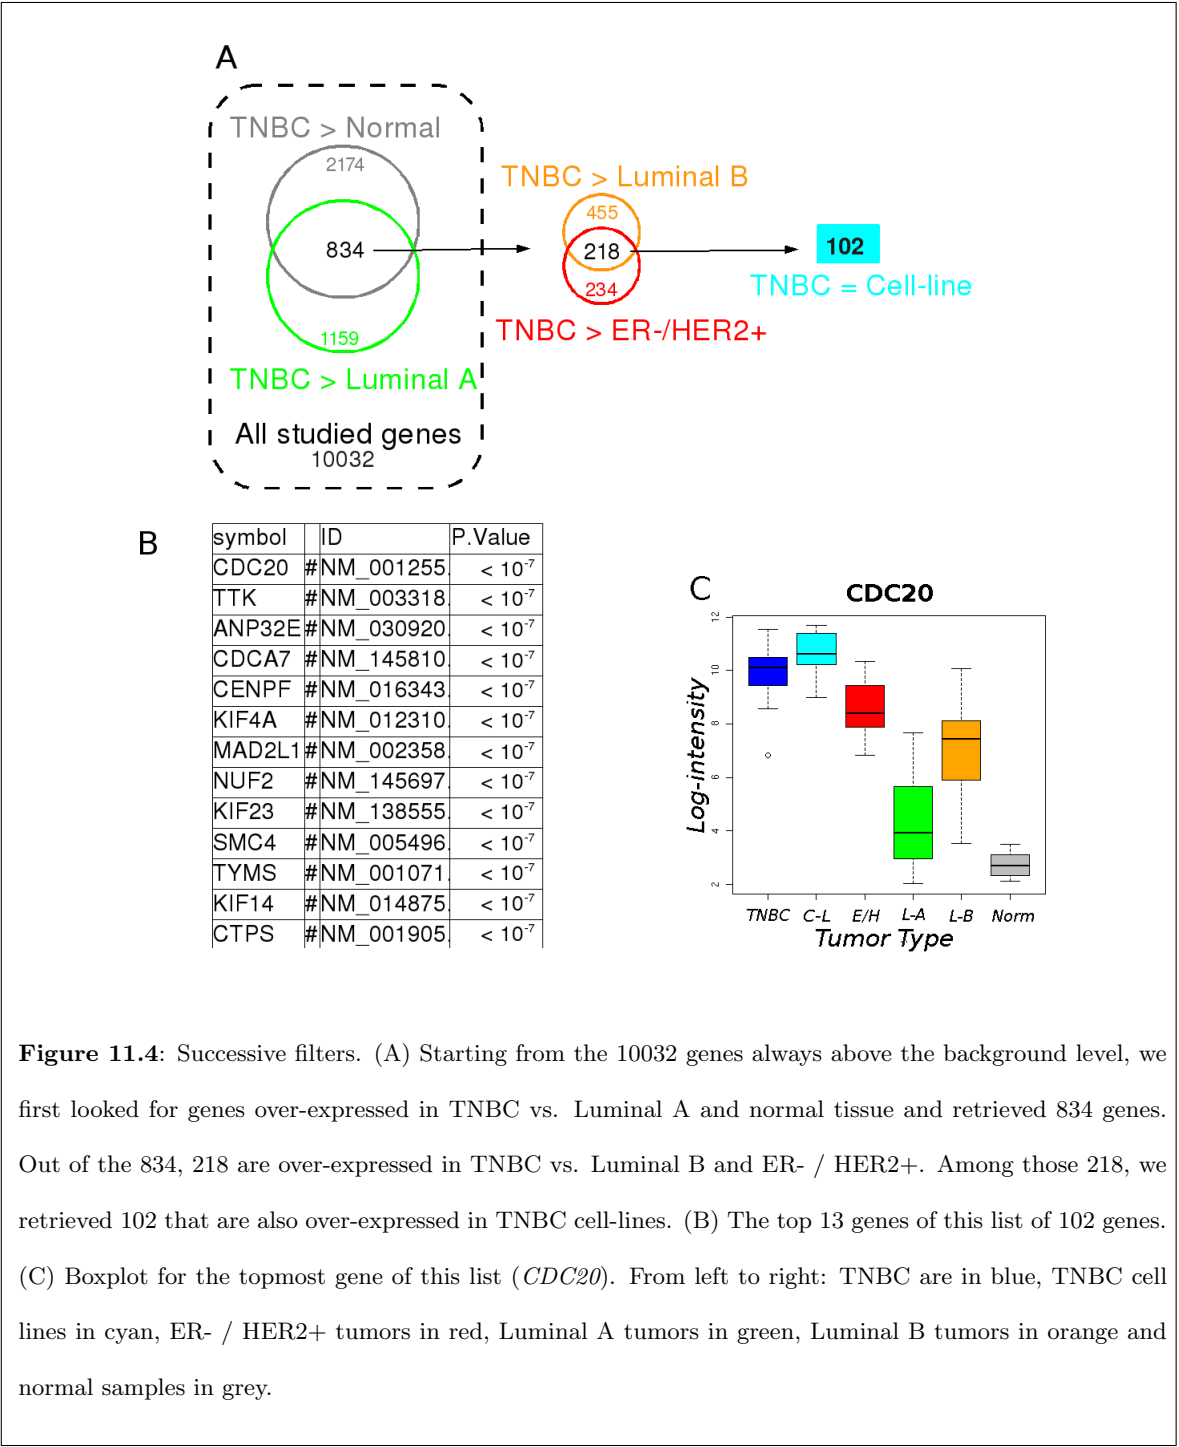 A
TNBC > Normal
2174
834
1159
TNBC > Luminal A
All studied genes
10032
TNBC > Luminal B
455
218
234
TNBC > ER-/HER2+
102
TNBC = Cell-line
B
symbol ID P.Value
CDC20 # NM_001255. < 10⁻⁷
TTK # NM_003318. < 10⁻⁷
ANP32E # NM_030920. < 10⁻⁷
CDCA7 # NM_145810. < 10⁻⁷
CENPF # NM_016343. < 10⁻⁷
KIF4A # NM_012310. < 10⁻⁷
MAD2L1 # NM_002358. < 10⁻⁷
NUF2 # NM_145697. < 10⁻⁷
KIF23 # NM_138555. < 10⁻⁷
SMC4 # NM_005496. < 10⁻⁷
TYMS # NM_001071. < 10⁻⁷
KIF14 # NM_014875. < 10⁻⁷
CTPS # NM_001905. < 10⁻⁷
C
CDC20
Log-intensity
12
10
8
6
4
2
TNBC C-L E/H L-A L-B Norm
Tumor Type
Figure 11.4: Successive filters. (A) Starting from the 10032 genes always above the background level, we
first looked for genes over-expressed in TNBC vs. Luminal A and normal tissue and retrieved 834 genes.
Out of the 834, 218 are over-expressed in TNBC vs. Luminal B and ER- / HER2+. Among those 218, we
retrieved 102 that are also over-expressed in TNBC cell-lines. (B) The top 13 genes of this list of 102 genes.
(C) Boxplot for the topmost gene of this list (CDC20). From left to right: TNBC are in blue, TNBC cell
lines in cyan, ER- / HER2+ tumors in red, Luminal A tumors in green, Luminal B tumors in orange and
normal samples in grey.